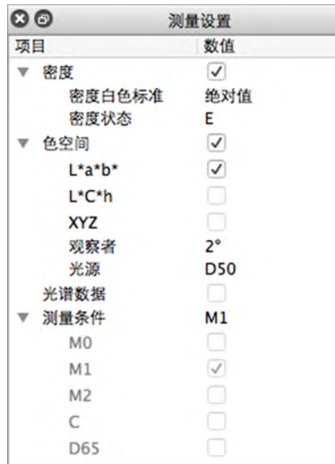 测量设置
项目 数值
密度
密度白色标准 绝对值
密度状态 E
色空间
L*a*b*
L*C*h
XYZ
观察者 2°
光源 D50
光谱数据
测量条件 M1
M0
M1
M2
C
D65